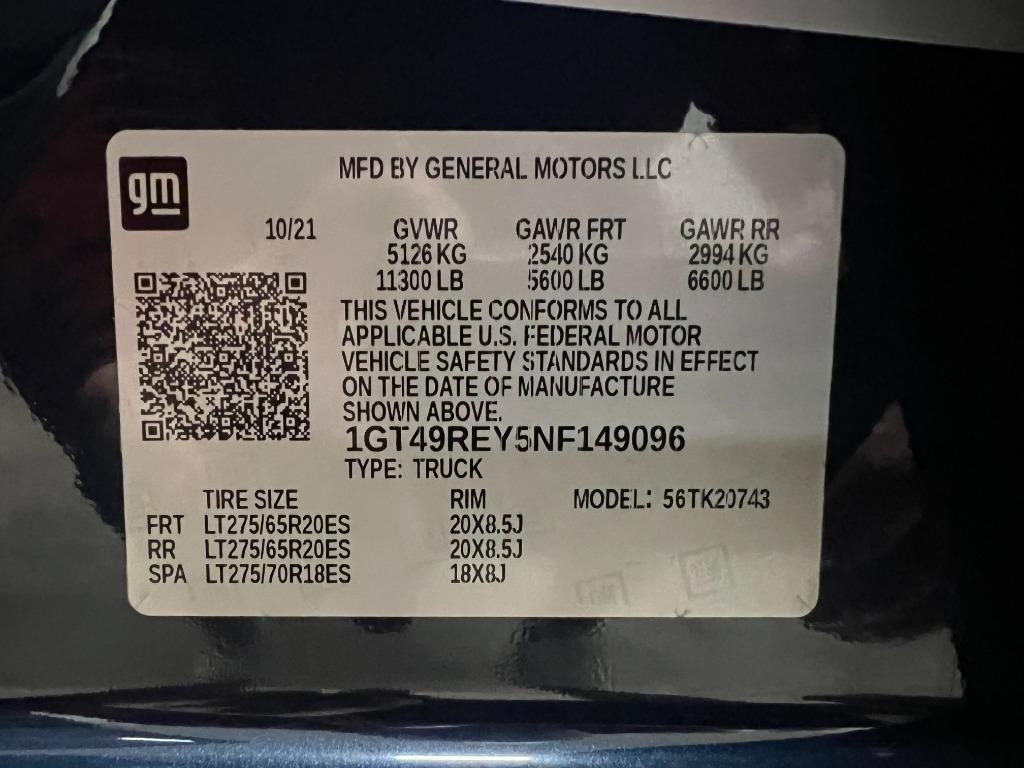 gm
MFD BY GENERAL MOTORS LLC
10/21 GVWR GAWR FRT GAWR RR
5126 KG 2540 KG 2994 KG
11300 LB 5600 LB 6600 LB
THIS VEHICLE CONFORMS TO ALL
APPLICABLE U.S. FEDERAL MOTOR
VEHICLE SAFETY STANDARDS IN EFFECT
ON THE DATE OF MANUFACTURE
SHOWN ABOVE.
1GT49REY5NF149096
TYPE: TRUCK
TIRE SIZE RIM MODEL: 56TK20743
FRT LT275/65R20ES 20X8.5J
RR LT275/65R20ES 20X8.5J
SPA LT275/70R18ES 18X8J